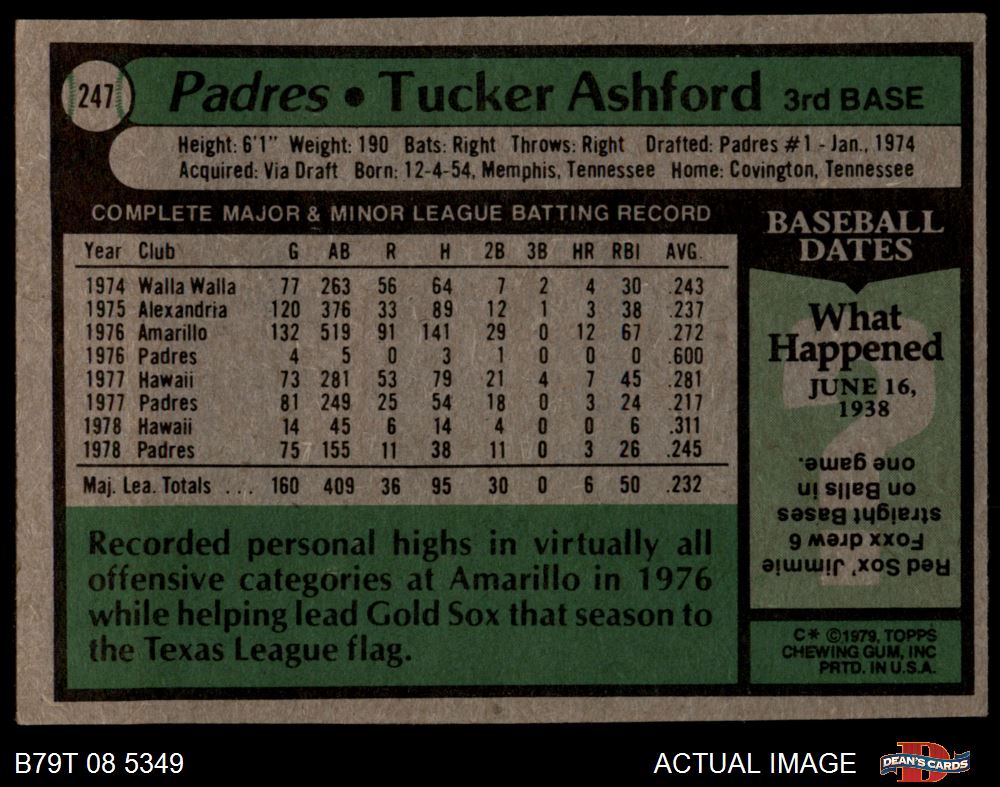 247 Padres • Tucker Ashford 3rd BASE
Height: 6'1" Weight: 190 Bats: Right Throws: Right Drafted: Padres #1 - Jan., 1974
Acquired: Via Draft Born: 12-4-54, Memphis, Tennessee Home: Covington, Tennessee
COMPLETE MAJOR & MINOR LEAGUE BATTING RECORD
Year Club G AB R H 2B 3B HR RBI AVG.
1974 Walla Walla 77 263 56 64 7 2 4 30 .243
1975 Alexandria 120 376 33 89 12 1 3 38 .237
1976 Amarillo 132 519 91 141 29 0 12 67 .272
1976 Padres 4 5 0 3 1 0 0 0 .600
1977 Hawaii 73 281 53 79 21 4 7 45 .281
1977 Padres 81 249 25 54 18 0 3 24 .217
1978 Hawaii 14 45 6 14 4 0 0 6 .311
1978 Padres 75 155 11 38 11 0 3 26 .245
Maj. Lea. Totals ... 160 409 36 95 30 0 6 50 .232
Recorded personal highs in virtually all
offensive categories at Amarillo in 1976
while helping lead Gold Sox that season to
the Texas League flag.
BASEBALL
DATES
What
Happened
JUNE 16,
1938
Red Sox' Jimmie
Foxx drew 6
straight Bases
on Balls in
one game.
C* ©1979, TOPPS
CHEWING GUM, INC
PRTD. IN U.S.A.
B79T 08 5349
ACTUAL IMAGE
DEAN'S CARDS